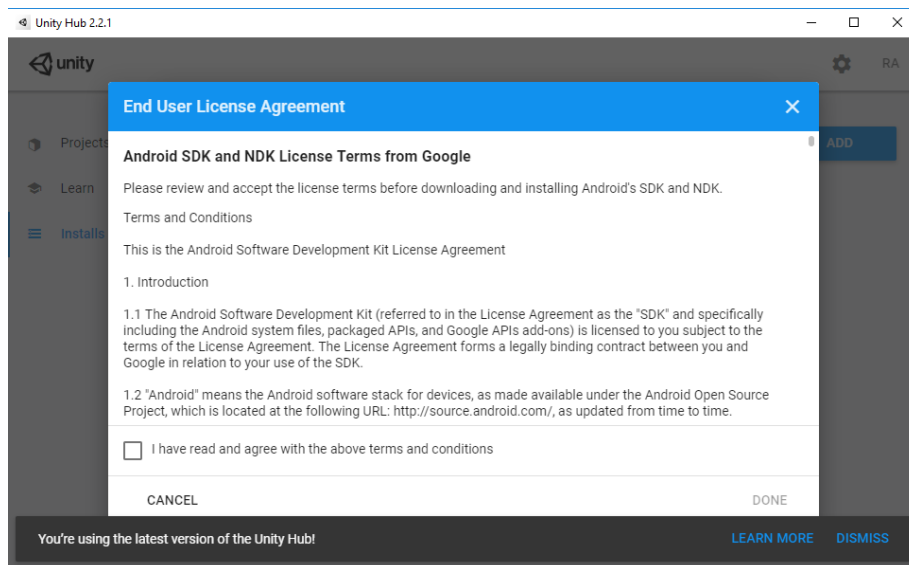 Unity Hub 2.2.1
unity
RA
End User License Agreement
Projects
ADD
Android SDK and NDK License Terms from Google
Please review and accept the license terms before downloading and installing Android's SDK and NDK.
Learn
Terms and Conditions
Installs
This is the Android Software Development Kit License Agreement
1. Introduction
1.1 The Android Software Development Kit (referred to in the License Agreement as the "SDK" and specifically
including the Android system files, packaged APIs, and Google APIs add-ons) is licensed to you subject to the
terms of the License Agreement. The License Agreement forms a legally binding contract between you and
Google in relation to your use of the SDK.
1.2 "Android" means the Android software stack for devices, as made available under the Android Open Source
Project, which is located at the following URL: http://source.android.com/, as updated from time to time.
I have read and agree with the above terms and conditions
CANCEL
DONE
You're using the latest version of the Unity Hub!
LEARN MORE
DISMISS